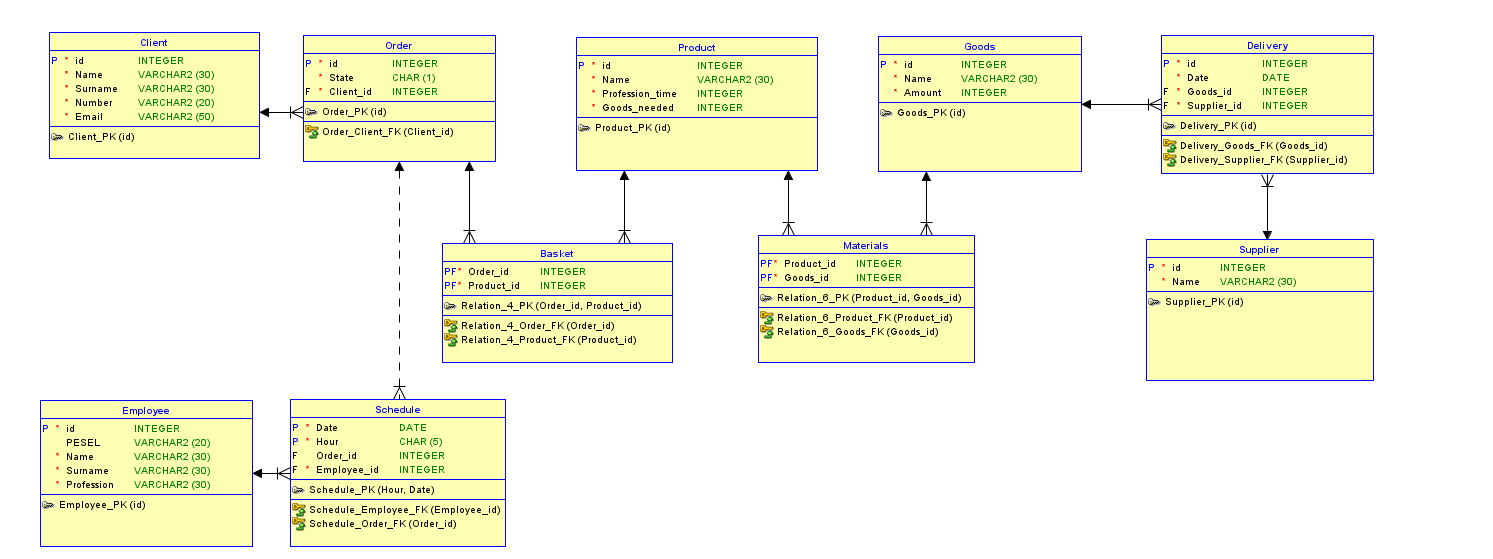 Client
P * id INTEGER
* Name VARCHAR2 (30)
* Surname VARCHAR2 (30)
* Number VARCHAR2 (20)
* Email VARCHAR2 (50)
Client_PK (id)
Order
P * id INTEGER
* State CHAR (1)
F * Client_id INTEGER
Order_PK (id)
Order_Client_FK (Client_id)
Product
P * id INTEGER
* Name VARCHAR2 (30)
* Profession_time INTEGER
* Goods_needed INTEGER
Product_PK (id)
Goods
P * id INTEGER
* Name VARCHAR2 (30)
* Amount INTEGER
Goods_PK (id)
Delivery
P * id INTEGER
* Date DATE
F * Goods_id INTEGER
F * Supplier_id INTEGER
Delivery_PK (id)
Delivery_Goods_FK (Goods_id)
Delivery_Supplier_FK (Supplier_id)
Basket
PF* Order_id INTEGER
PF* Product_id INTEGER
Relation_4_PK (Order_id, Product_id)
Relation_4_Order_FK (Order_id)
Relation_4_Product_FK (Product_id)
Materials
PF* Product_id INTEGER
PF* Goods_id INTEGER
Relation_6_PK (Product_id, Goods_id)
Relation_6_Product_FK (Product_id)
Relation_6_Goods_FK (Goods_id)
Supplier
P * id INTEGER
* Name VARCHAR2 (30)
Supplier_PK (id)
Employee
P * id INTEGER
PESEL VARCHAR2 (20)
* Name VARCHAR2 (30)
* Surname VARCHAR2 (30)
* Profession VARCHAR2 (30)
Employee_PK (id)
Schedule
P * Date DATE
P * Hour CHAR (5)
F Order_id INTEGER
F * Employee_id INTEGER
Schedule_PK (Hour, Date)
Schedule_Employee_FK (Employee_id)
Schedule_Order_FK (Order_id)